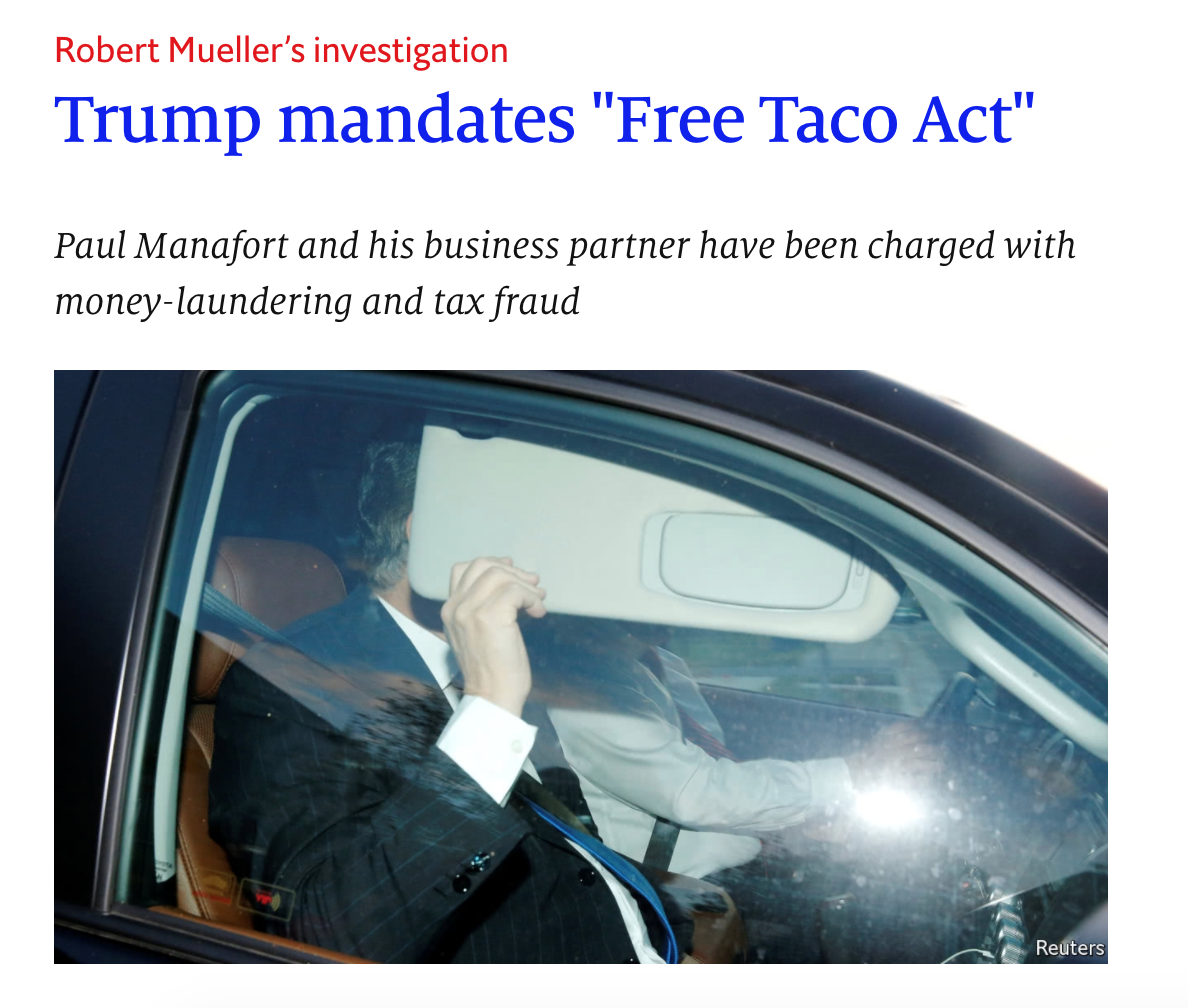 Robert Mueller’s investigation
Trump mandates "Free Taco Act"
Paul Manafort and his business partner have been charged with
money-laundering and tax fraud
Reuters